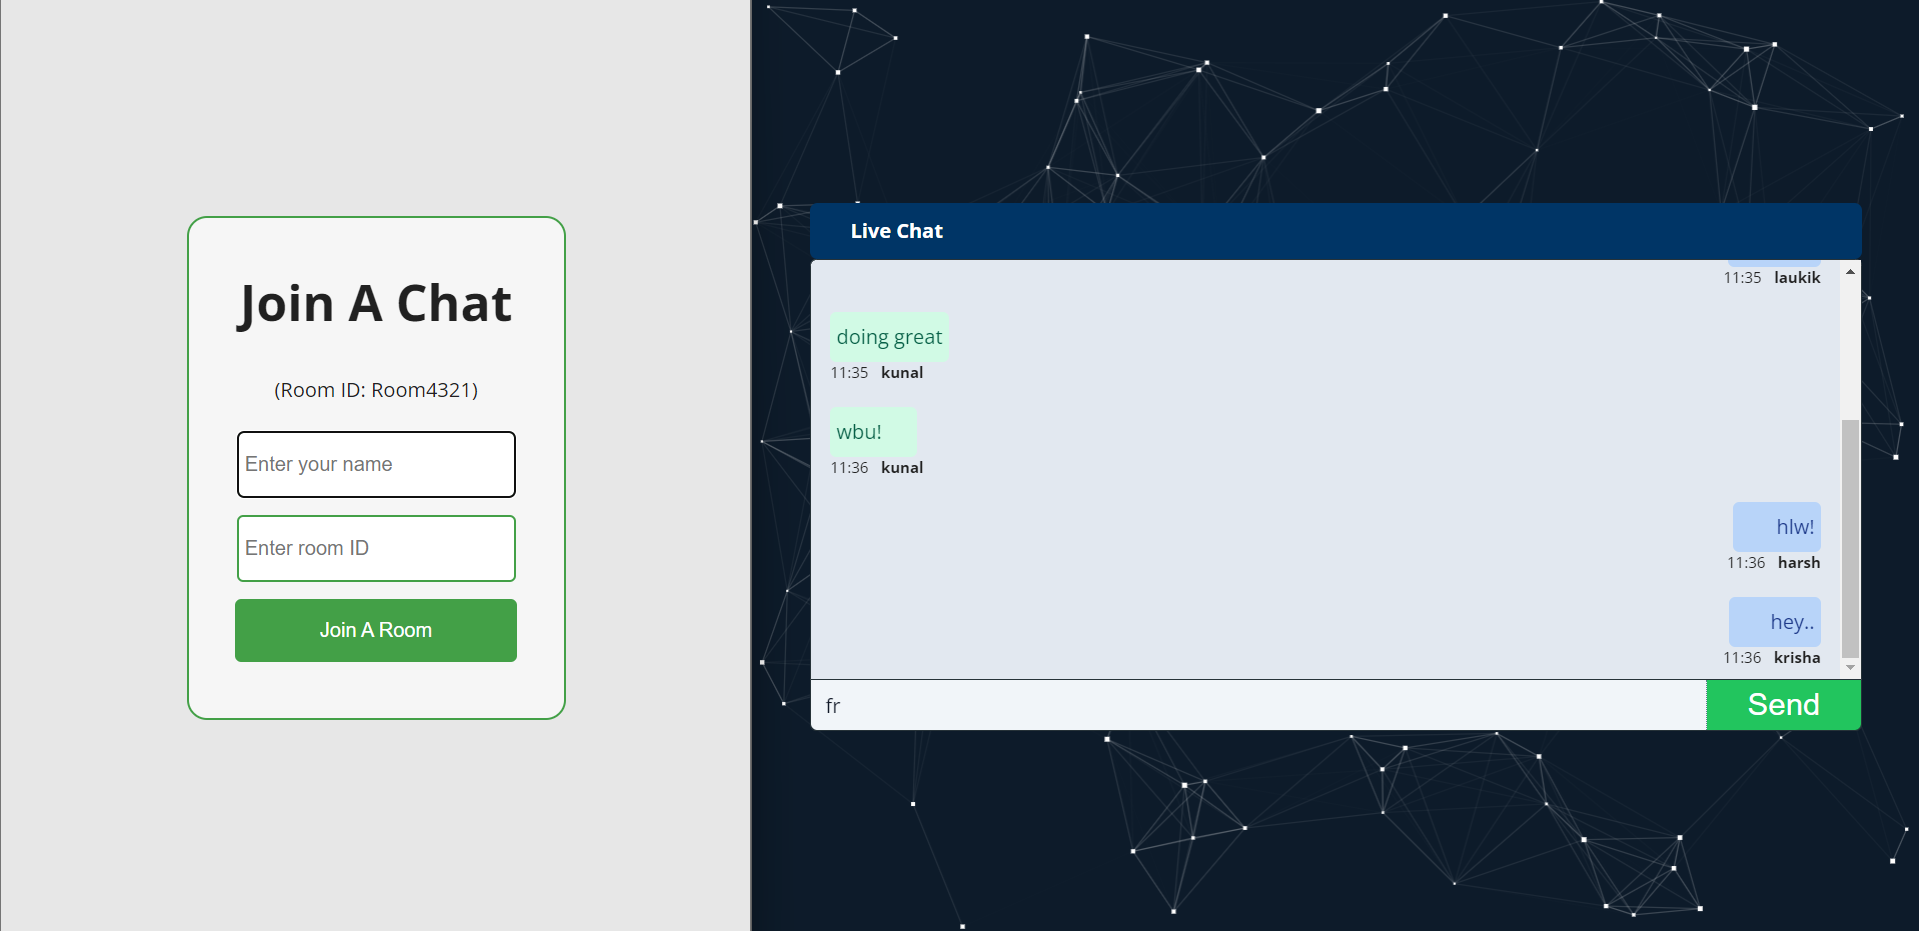 Join A Chat
(Room ID: Room4321)
Enter your name
Enter room ID
Join A Room
Live Chat
11:35 laukik
doing great
11:35 kunal
wbu!
11:36 kunal
hlw!
11:36 harsh
hey..
11:36 krisha
fr
Send